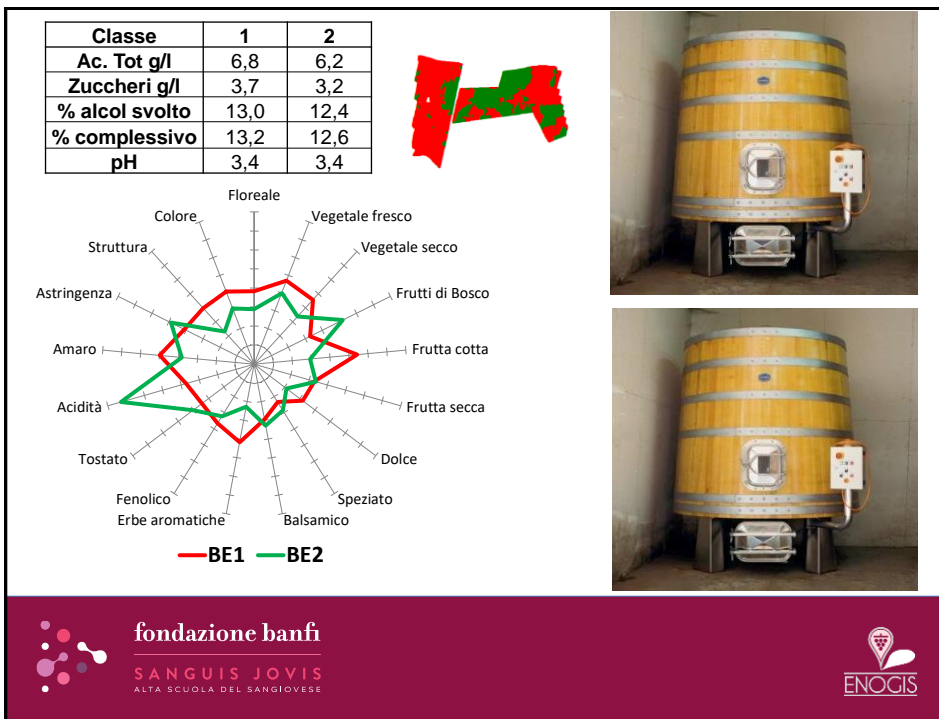 Classe 1 2
Ac. Tot g/l 6,8 6,2
Zuccheri g/l 3,7 3,2
% alcol svolto 13,0 12,4
% complessivo 13,2 12,6
pH 3,4 3,4
Floreale
Vegetale fresco
Vegetale secco
Frutti di Bosco
Frutta cotta
Frutta secca
Dolce
Speziato
Balsamico
Erbe aromatiche
Fenolico
Tostato
Acidità
Amaro
Astringenza
Struttura
Colore
BE1 BE2
fondazione banfi
SANGUIS JOVIS
ALTA SCUOLA DEL SANGIOVESE
ENOGIS